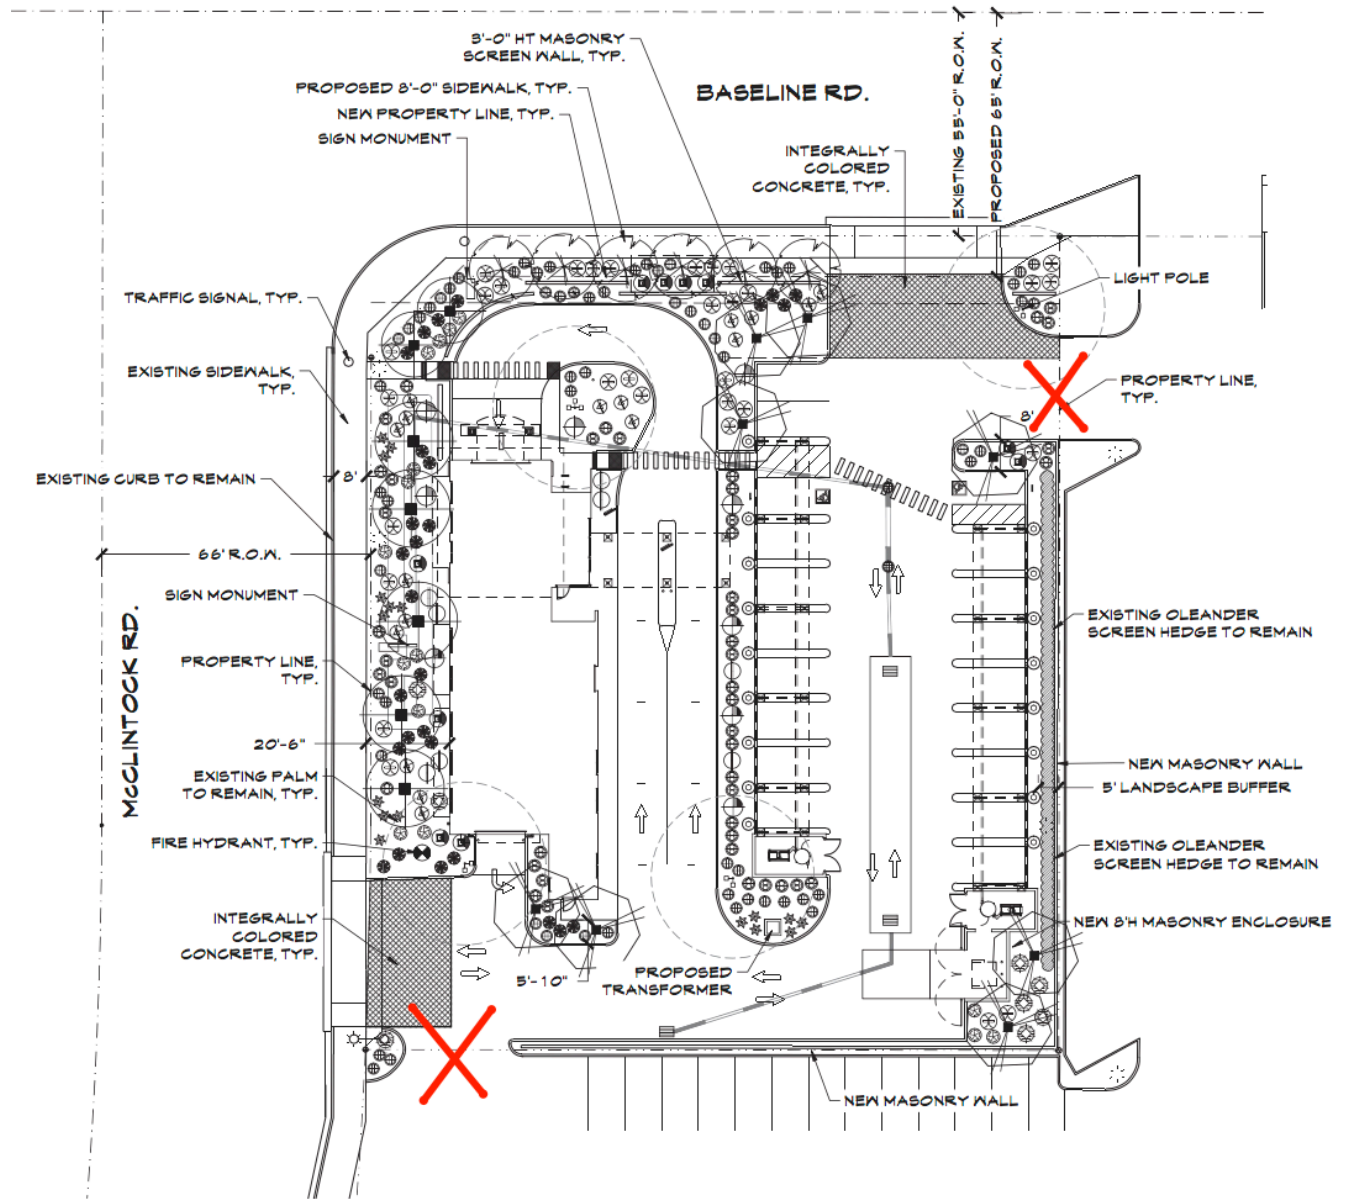 3'-0" HT MASONRY
SCREEN WALL, TYP.
PROPOSED 8'-0" SIDEWALK, TYP.
NEW PROPERTY LINE, TYP.
SIGN MONUMENT
BASELINE RD.
INTEGRALLY
COLORED
CONCRETE, TYP.
EXISTING 55'-0" R.O.W.
PROPOSED 65' R.O.W.
LIGHT POLE
TRAFFIC SIGNAL, TYP.
EXISTING SIDEWALK,
TYP.
PROPERTY LINE,
TYP.
8'
EXISTING CURB TO REMAIN
8'
66' R.O.W.
SIGN MONUMENT
EXISTING OLEANDER
SCREEN HEDGE TO REMAIN
MCCLINTOCK RD.
PROPERTY LINE,
TYP.
20'-6"
EXISTING PALM
TO REMAIN, TYP.
NEW MASONRY WALL
5' LANDSCAPE BUFFER
FIRE HYDRANT, TYP.
EXISTING OLEANDER
SCREEN HEDGE TO REMAIN
INTEGRALLY
COLORED
CONCRETE, TYP.
NEW 8'H MASONRY ENCLOSURE
5'-10"
PROPOSED
TRANSFORMER
NEW MASONRY WALL